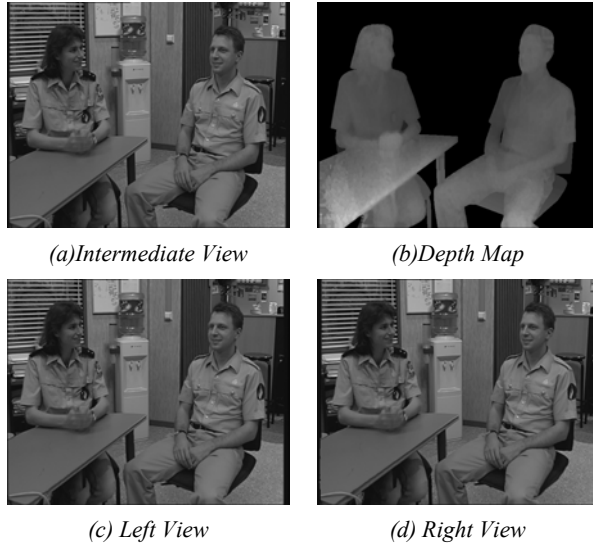 (a)Intermediate View
(b)Depth Map
(c) Left View
(d) Right View